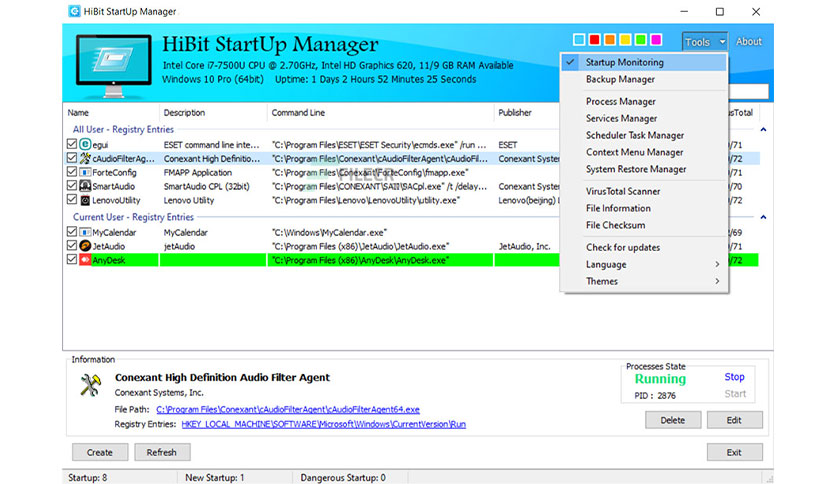 HiBit StartUp Manager
HiBit StartUp Manager
Intel Core i7-7500U CPU @ 2.70GHz, Intel HD Graphics 620, 11/9 GB RAM Available
Windows 10 Pro (64bit) Uptime: 1 Days 2 Hours 52 Minutes 25 Seconds
Tools About
Startup Monitoring
Backup Manager
Process Manager
Services Manager
Scheduler Task Manager
Context Menu Manager
System Restore Manager
VirusTotal Scanner
File Information
File Checksum
Check for updates
Language
Themes
Name Description Command Line Publisher
All User - Registry Entries
egui ESET command line inte... "C:\Program Files\ESET\ESET Security\ecmds.exe" /run ... ESET /71
cAudioFilterAg... Conexant High Definitio... "C:\Program Files\Conexant\cAudioFilterAgent\cAudioFil... Conexant System /72
ForteConfig FMAPP Application "C:\Program Files\Conexant\ForteConfig\fmapp.exe" /72
SmartAudio SmartAudio CPL (32bit) "C:\Program Files\CONEXANT\SAII\SACpl.exe" /t /delay... Conexant System /72
LenovoUtility Lenovo Utility "C:\Program Files\Lenovo\LenovoUtility\utility.exe" Lenovo(beijing) /71
FILECR
Current User - Registry Entries
MyCalendar MyCalendar "C:\Windows\MyCalendar.exe" /69
JetAudio jetAudio "C:\Program Files (x86)\JetAudio\JetAudio.exe" JetAudio, Inc. /71
AnyDesk "C:\Program Files (x86)\AnyDesk\AnyDesk.exe" /72
Information
Conexant High Definition Audio Filter Agent
Conexant Systems, Inc.
File Path: C:\Program Files\Conexant\cAudioFilterAgent\cAudioFilterAgent64.exe
Registry Entries: HKEY_LOCAL_MACHINE\SOFTWARE\Microsoft\Windows\CurrentVersion\Run
Processes State
Running Stop
PID : 2876 Start
Delete Edit
Create Refresh Exit
Startup: 8 New Startup: 1 Dangerous Startup: 0